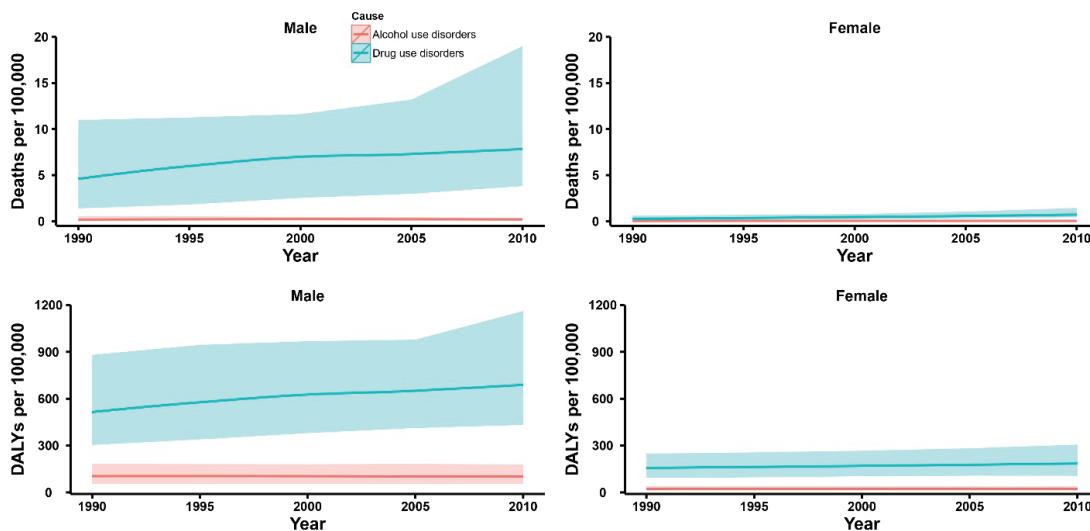 Cause
Alcohol use disorders
Drug use disorders
Male
Deaths per 100,000
20
15
10
5
0
1990
1995
2000
2005
2010
Year
Female
Deaths per 100,000
20
15
10
5
0
1990
1995
2000
2005
2010
Year
Male
DALYs per 100,000
1200
900
600
300
0
1990
1995
2000
2005
2010
Year
Female
DALYs per 100,000
1200
900
600
300
0
1990
1995
2000
2005
2010
Year